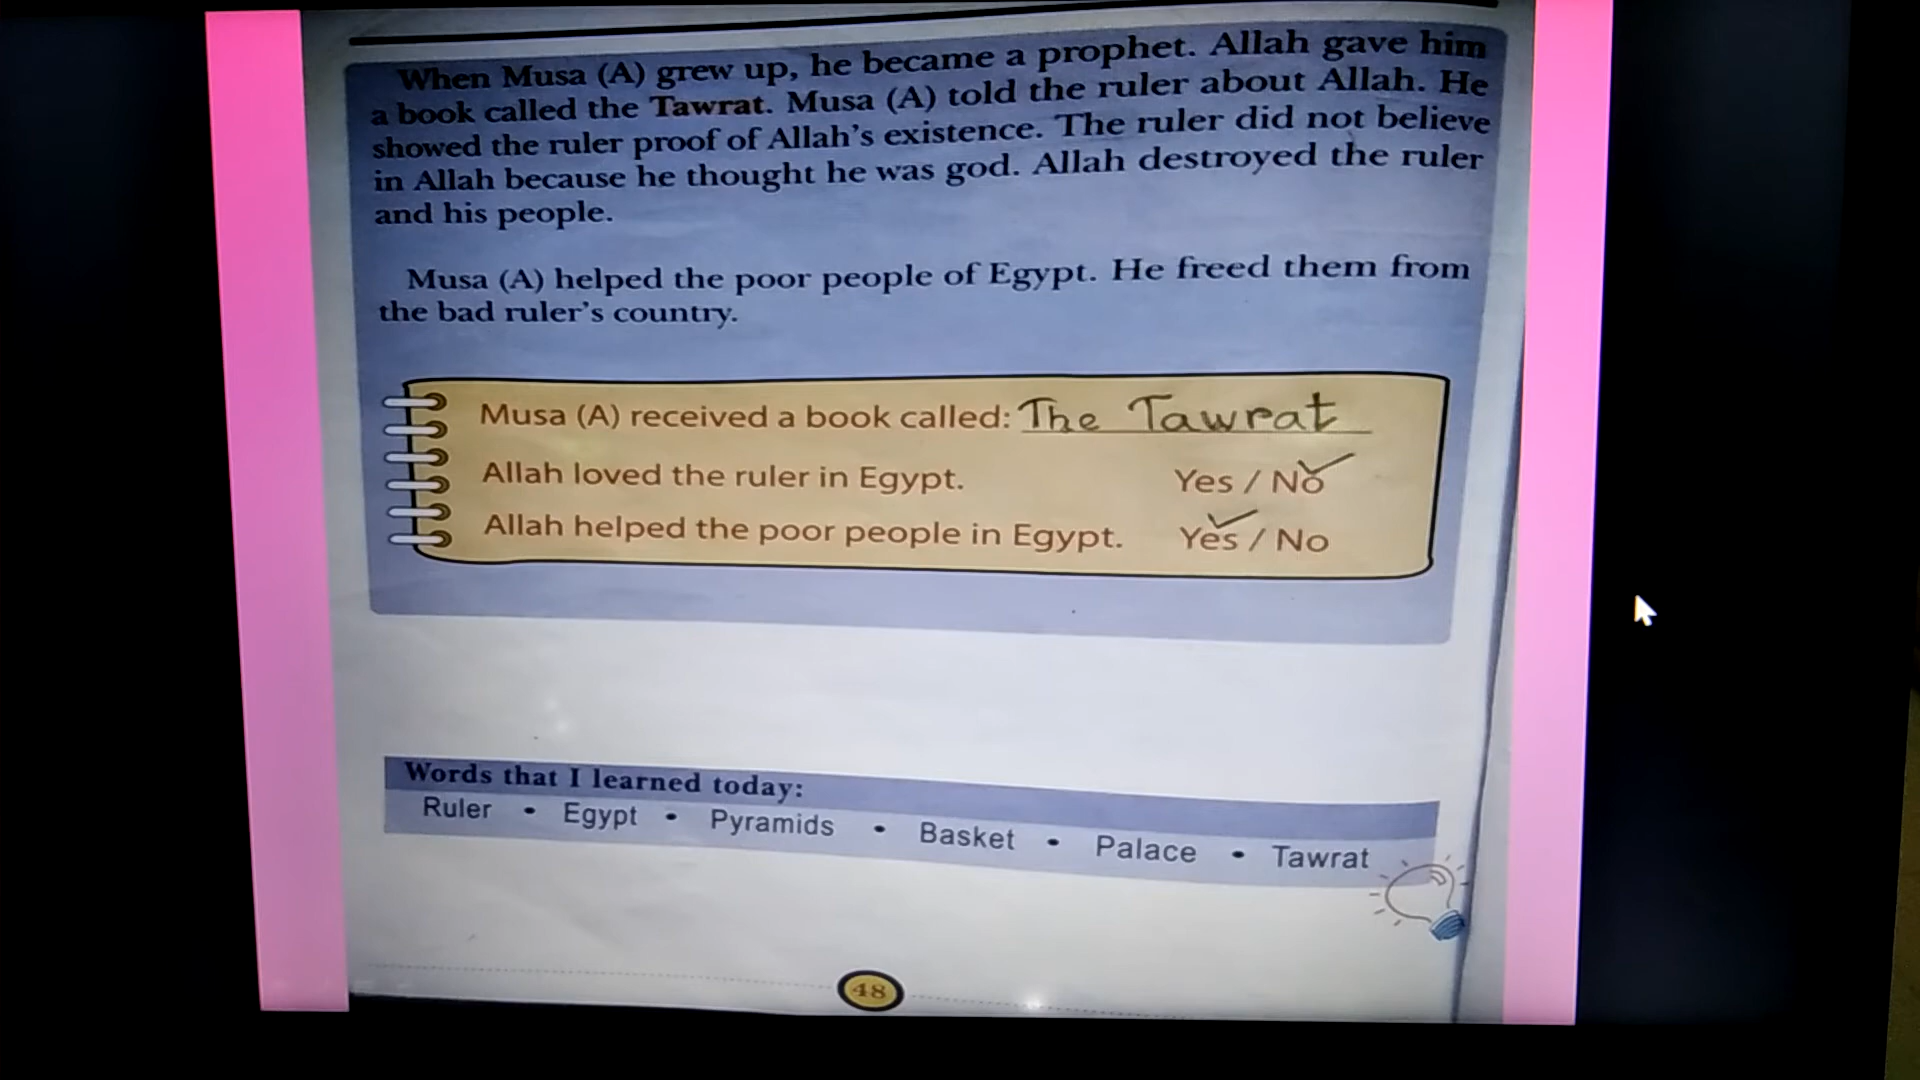 When Musa (A) grew up, he became a prophet. Allah gave him
a book called the Tawrat. Musa (A) told the ruler about Allah. He
showed the ruler proof of Allah's existence. The ruler did not believe
in Allah because he thought he was god. Allah destroyed the ruler
and his people.
Musa (A) helped the poor people of Egypt. He freed them from
the bad ruler's country.
Musa (A) received a book called: The Tawrat
Allah loved the ruler in Egypt. Yes / No
Allah helped the poor people in Egypt. Yes / No
Words that I learned today:
Ruler • Egypt • Pyramids • Basket • Palace • Tawrat
48